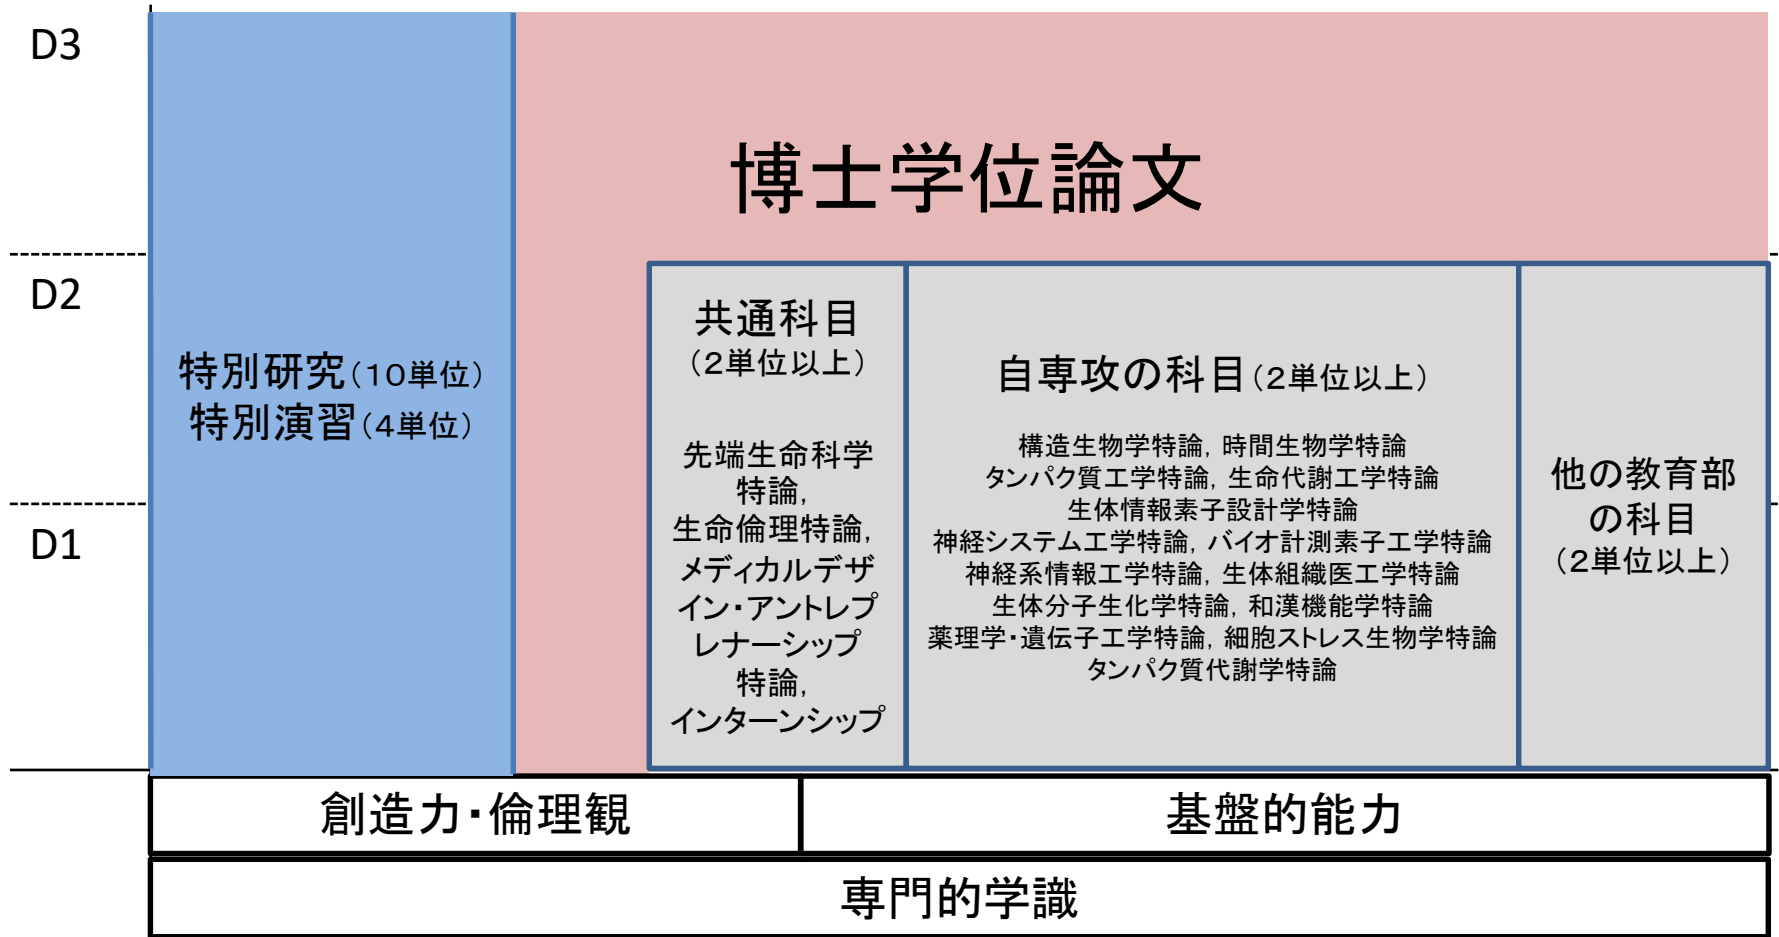 D3
博士学位論文
D2
特別研究（10単位）
特別演習（4単位）
共通科目
（2単位以上）
先端生命科学
特論,
生命倫理特論,
メディカルデザ
イン・アントレプ
レナーシップ
特論,
インターンシップ
自専攻の科目（2単位以上）
構造生物学特論, 時間生物学特論
タンパク質工学特論, 生命代謝工学特論
生体情報素子設計学特論
神経システム工学特論, バイオ計測素子工学特論
神経系情報工学特論, 生体組織医工学特論
生体分子生化学特論, 和漢機能学特論
薬理学・遺伝子工学特論, 細胞ストレス生物学特論
タンパク質代謝学特論
他の教育部
の科目
（2単位以上）
D1
創造力・倫理観
基盤的能力
専門的学識